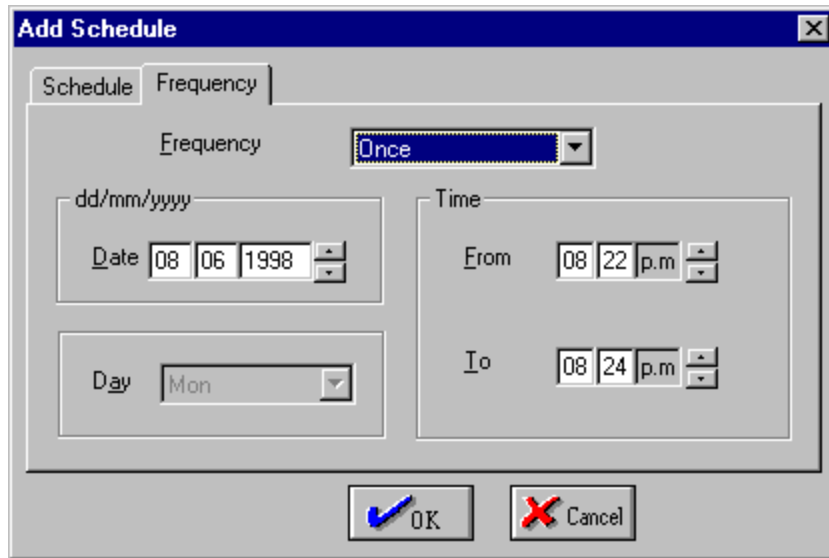 Add Schedule
Schedule Frequency
Frequency Once
dd/mm/yyyy
Date 08 06 1998
Day Mon
Time
From 08 22 p.m
To 08 24 p.m
OK Cancel